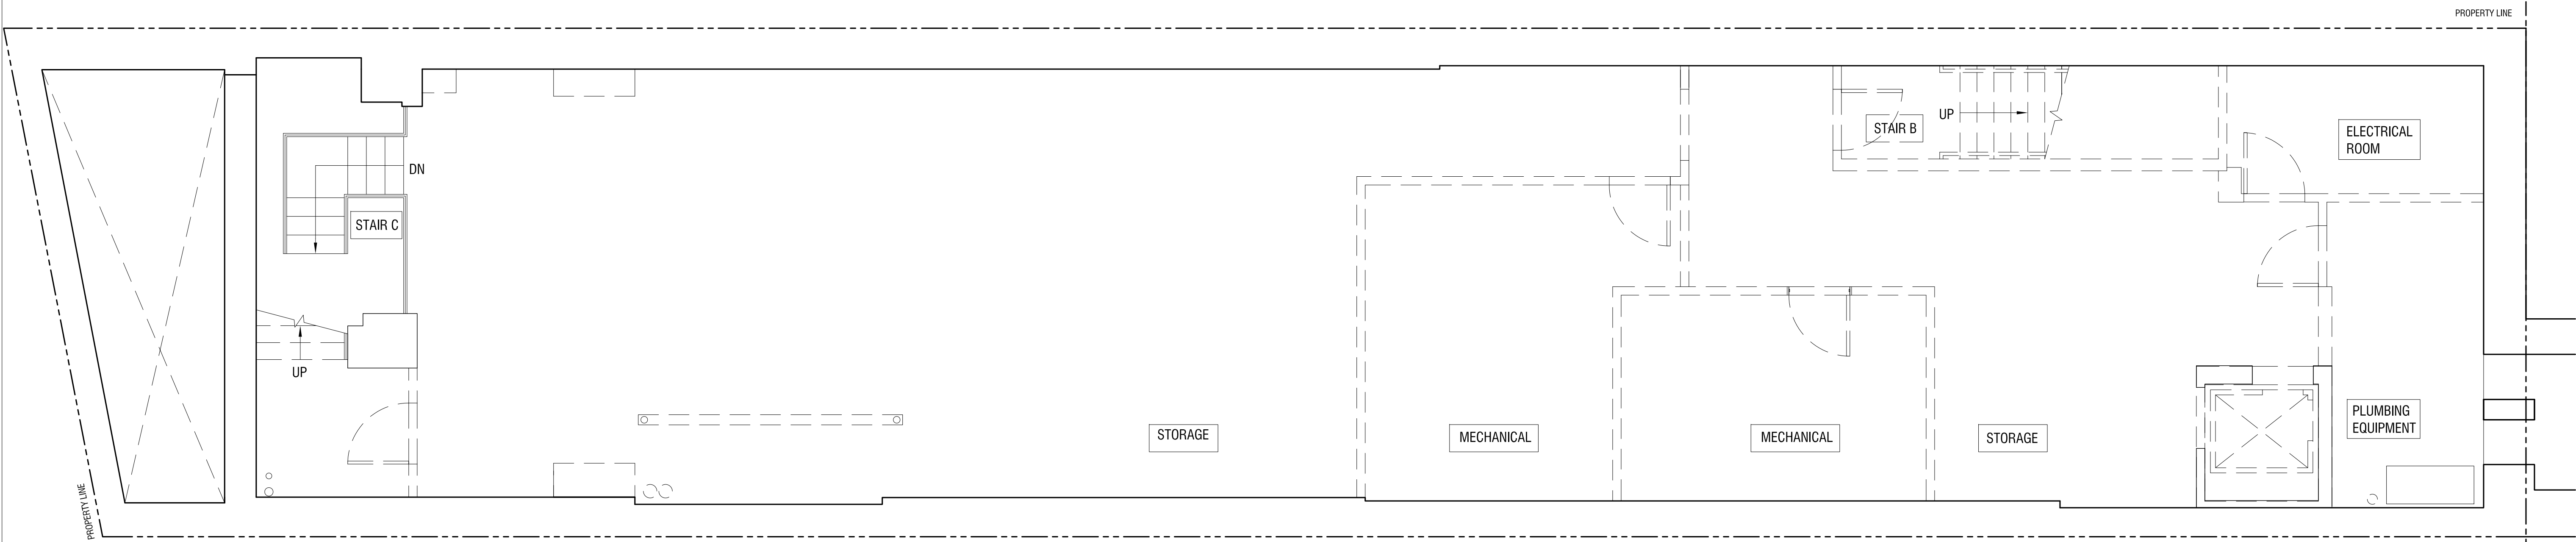 PROPERTY LINE
UP
STAIR B
ELECTRICAL
ROOM
DN
STAIR C
UP
STORAGE
MECHANICAL
MECHANICAL
STORAGE
PLUMBING
EQUIPMENT
PROPERTY LINE